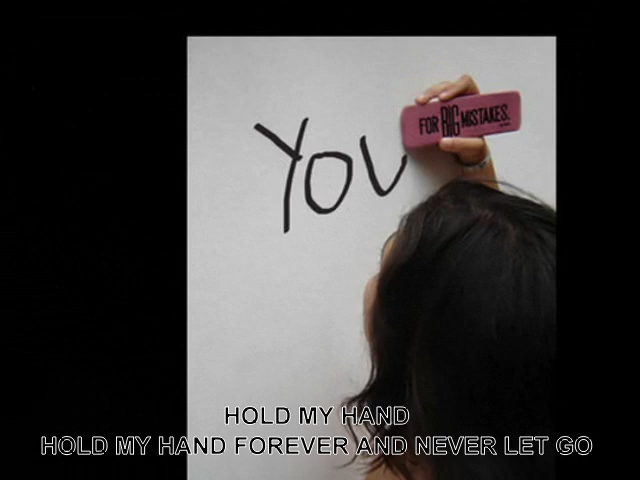 YOU
FOR BIG MISTAKES.
HOLD MY HAND
HOLD MY HAND FOREVER AND NEVER LET GO